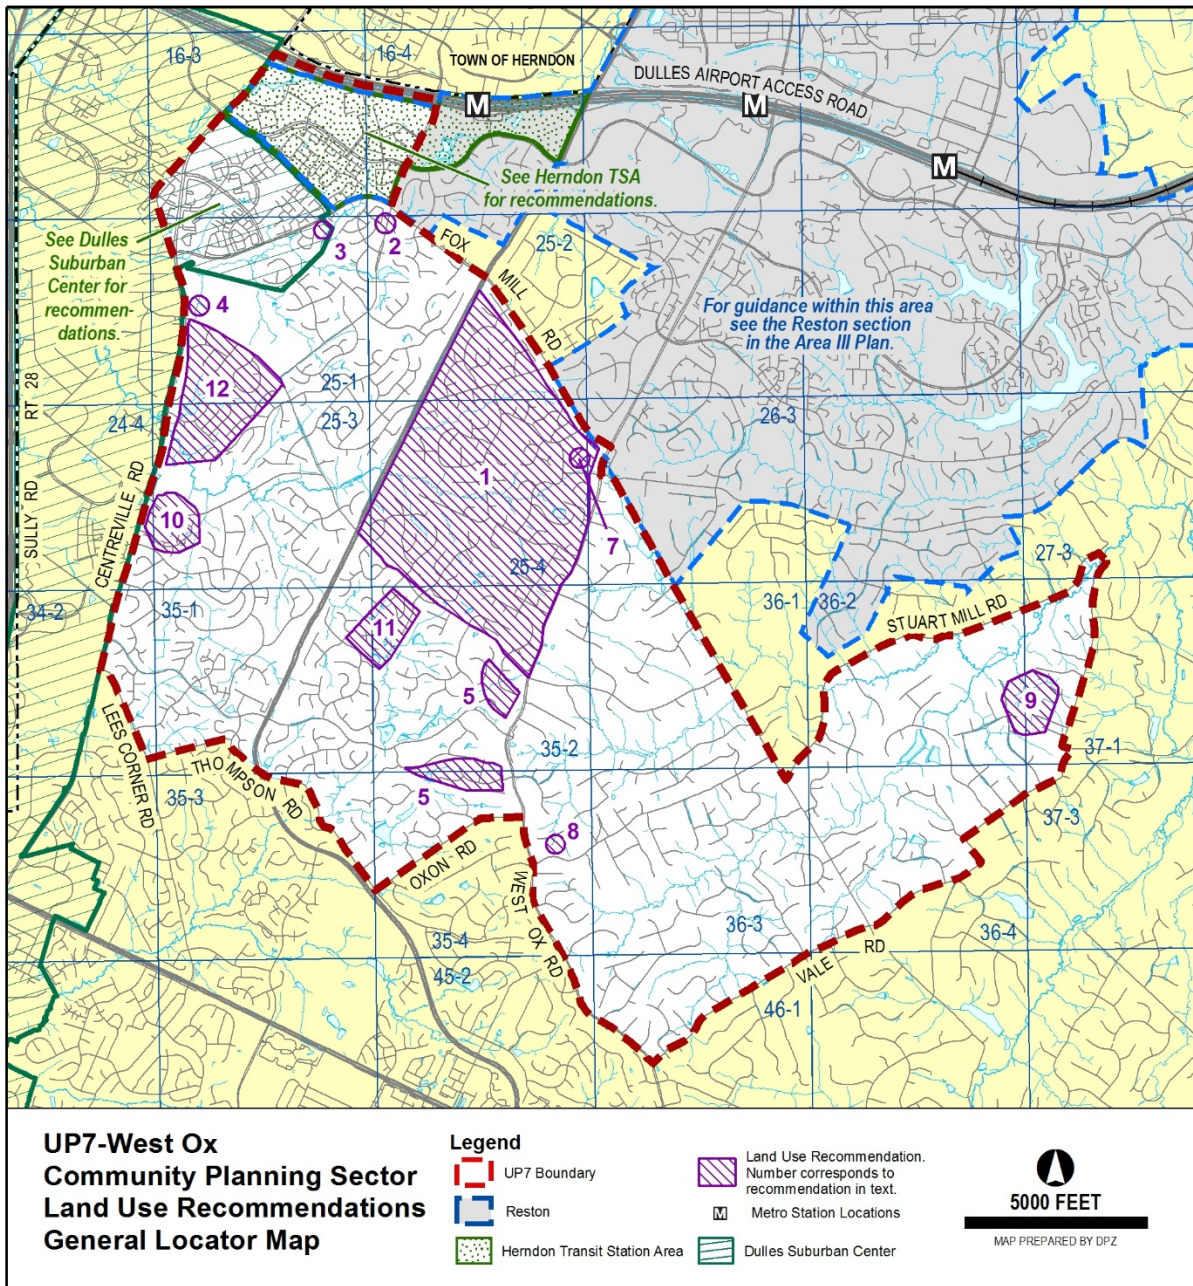 16-3
16-4
TOWN OF HERNDON
DULLES AIRPORT ACCESS ROAD
M
M
M
See Herndon TSA
for recommendations.
See Dulles
Suburban
Center for
recommen-
dations.
3
2
FOX MILL RD
25-2
4
For guidance within this area
see the Reston section
in the Area III Plan.
12
25-1
25-3
24-4
26-3
SULLY RD RT 28
CENTREVILLE RD
1
10
7
25-4
27-3
34-2
35-1
36-1
36-2
STUART MILL RD
11
5
9
LEES CORNER RD
35-2
37-1
THOMPSON RD
35-3
5
37-3
8
OXON RD
WEST OX RD
35-4
45-2
36-3
36-4
VALE RD
46-1
UP7-West Ox
Community Planning Sector
Land Use Recommendations
General Locator Map
Legend
UP7 Boundary
Reston
Herndon Transit Station Area
Land Use Recommendation.
Number corresponds to
recommendation in text.
M Metro Station Locations
Dulles Suburban Center
5000 FEET
MAP PREPARED BY DPZ